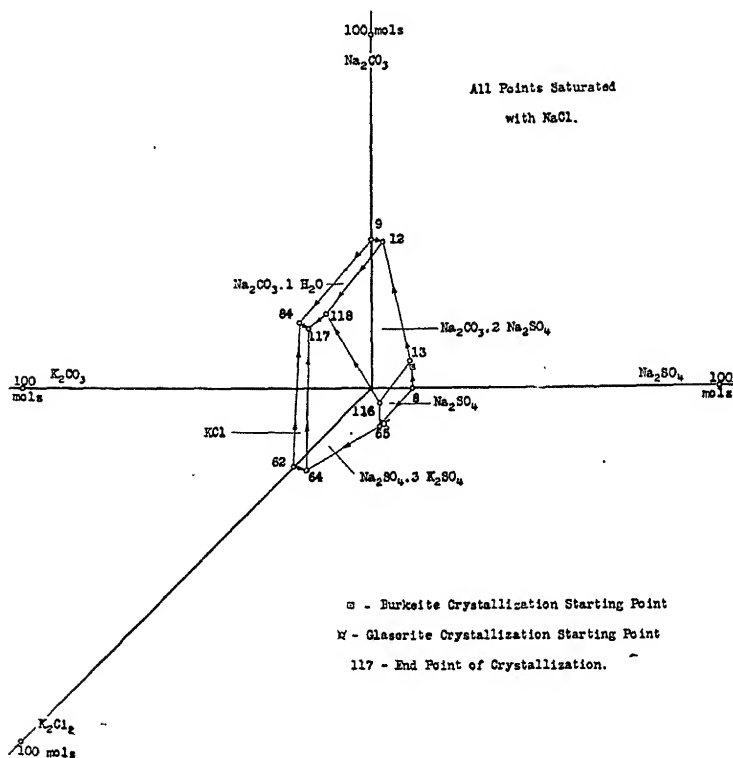 100 mols
Na₂CO₃
All Points Saturated
with NaCl.
9
12
Na₂CO₃.1 H₂O
84
118
117
Na₂CO₃.2 Na₂SO₄
13
100
K₂CO₃
mols
Na₂SO₄
100
mols
8
116
Na₂SO₄
65
KCl
62
64
Na₂SO₄.3 K₂SO₄
□ - Burkeite Crystallization Starting Point
¤ - Glaserite Crystallization Starting Point
117 - End Point of Crystallization.
K₂Cl₂
100 mols